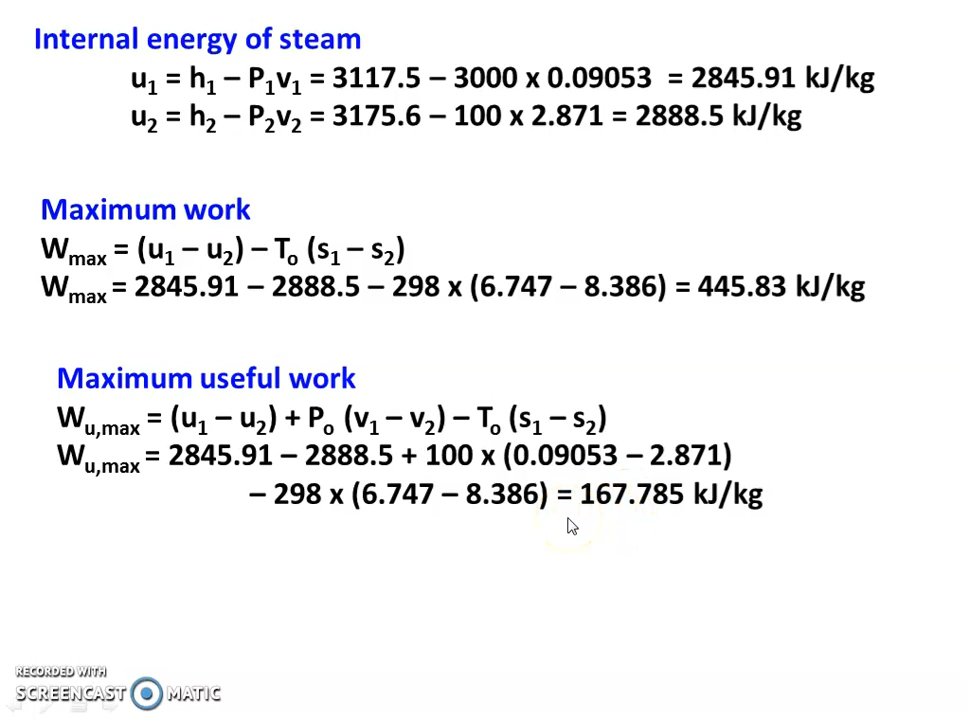 Internal energy of steam
u₁ = h₁ – P₁v₁ = 3117.5 – 3000 x 0.09053 = 2845.91 kJ/kg
u₂ = h₂ – P₂v₂ = 3175.6 – 100 x 2.871 = 2888.5 kJ/kg
Maximum work
Wmax = (u₁ – u₂) – To (s₁ – s₂)
Wmax = 2845.91 – 2888.5 – 298 x (6.747 – 8.386) = 445.83 kJ/kg
Maximum useful work
Wu,max = (u₁ – u₂) + Po (v₁ – v₂) – To (s₁ – s₂)
Wu,max = 2845.91 – 2888.5 + 100 x (0.09053 – 2.871)
– 298 x (6.747 – 8.386) = 167.785 kJ/kg
RECORDED WITH
SCREENCAST MATIC